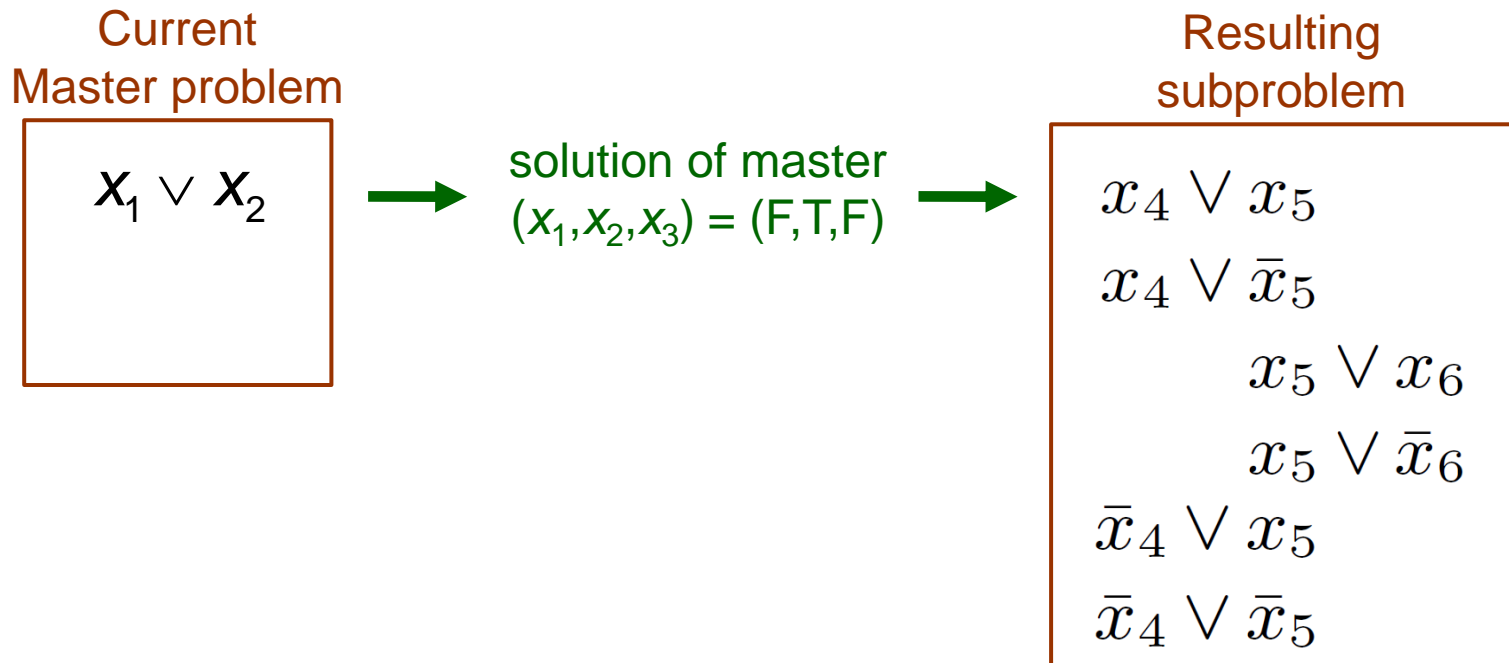 Current
Master problem
x₁ ∨ x₂
solution of master
(x₁,x₂,x₃) = (F,T,F)
Resulting
subproblem
x₄ ∨ x₅
x₄ ∨ x̄₅
x₅ ∨ x₆
x₅ ∨ x̄₆
x̄₄ ∨ x₅
x̄₄ ∨ x̄₅